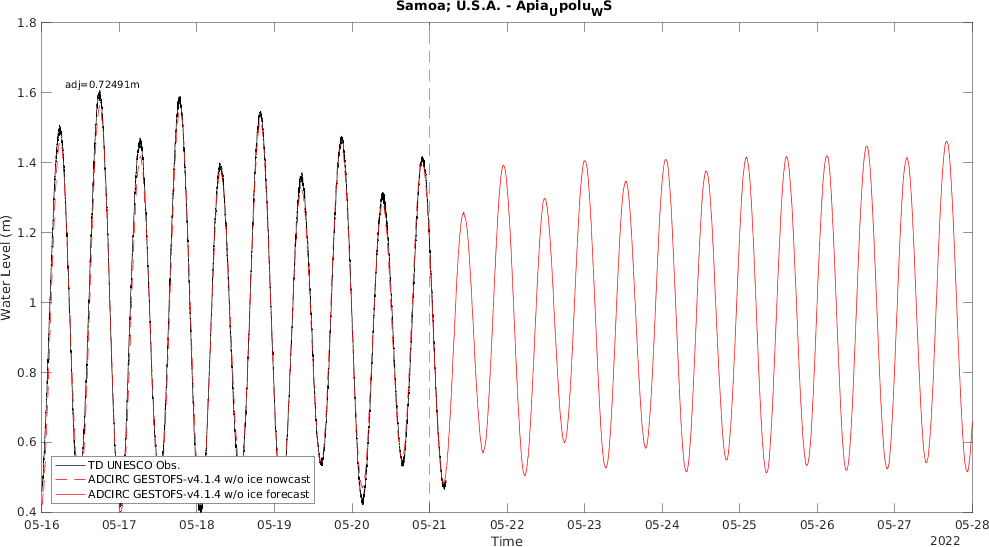 Samoa; U.S.A. - Apia_Upolu_WS
adj=0.72491m
1.8
1.6
1.4
1.2
1
0.8
0.6
0.4
Water Level (m)
TD UNESCO Obs.
ADCIRC GESTOFS-v4.1.4 w/o ice nowcast
ADCIRC GESTOFS-v4.1.4 w/o ice forecast
05-16 05-17 05-18 05-19 05-20 05-21 05-22 05-23 05-24 05-25 05-26 05-27 05-28
Time
2022